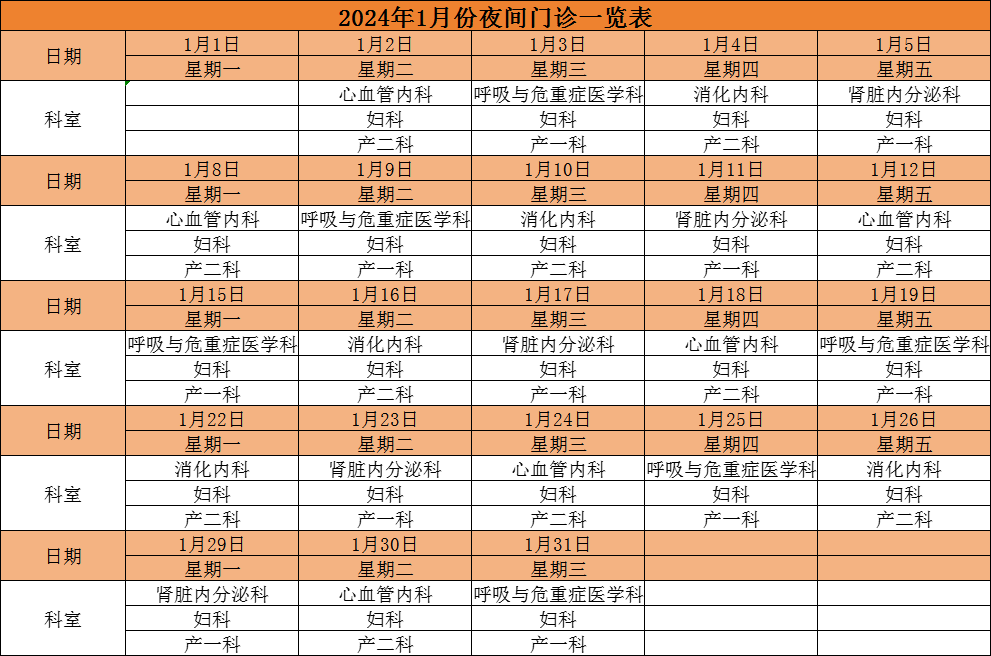 2024年1月份夜间门诊一览表
日期 1月1日 1月2日 1月3日 1月4日 1月5日
星期一 星期二 星期三 星期四 星期五
科室 心血管内科 呼吸与危重症医学科 消化内科 肾脏内分泌科
妇科 妇科 妇科 妇科
产二科 产一科 产二科 产一科
日期 1月8日 1月9日 1月10日 1月11日 1月12日
星期一 星期二 星期三 星期四 星期五
科室 心血管内科 呼吸与危重症医学科 消化内科 肾脏内分泌科 心血管内科
妇科 妇科 妇科 妇科 妇科
产二科 产一科 产二科 产一科 产二科
日期 1月15日 1月16日 1月17日 1月18日 1月19日
星期一 星期二 星期三 星期四 星期五
科室 呼吸与危重症医学科 消化内科 肾脏内分泌科 心血管内科 呼吸与危重症医学科
妇科 妇科 妇科 妇科 妇科
产一科 产二科 产一科 产二科 产一科
日期 1月22日 1月23日 1月24日 1月25日 1月26日
星期一 星期二 星期三 星期四 星期五
科室 消化内科 肾脏内分泌科 心血管内科 呼吸与危重症医学科 消化内科
妇科 妇科 妇科 妇科 妇科
产二科 产一科 产二科 产一科 产二科
日期 1月29日 1月30日 1月31日
星期一 星期二 星期三
科室 肾脏内分泌科 心血管内科 呼吸与危重症医学科
妇科 妇科 妇科
产一科 产二科 产一科